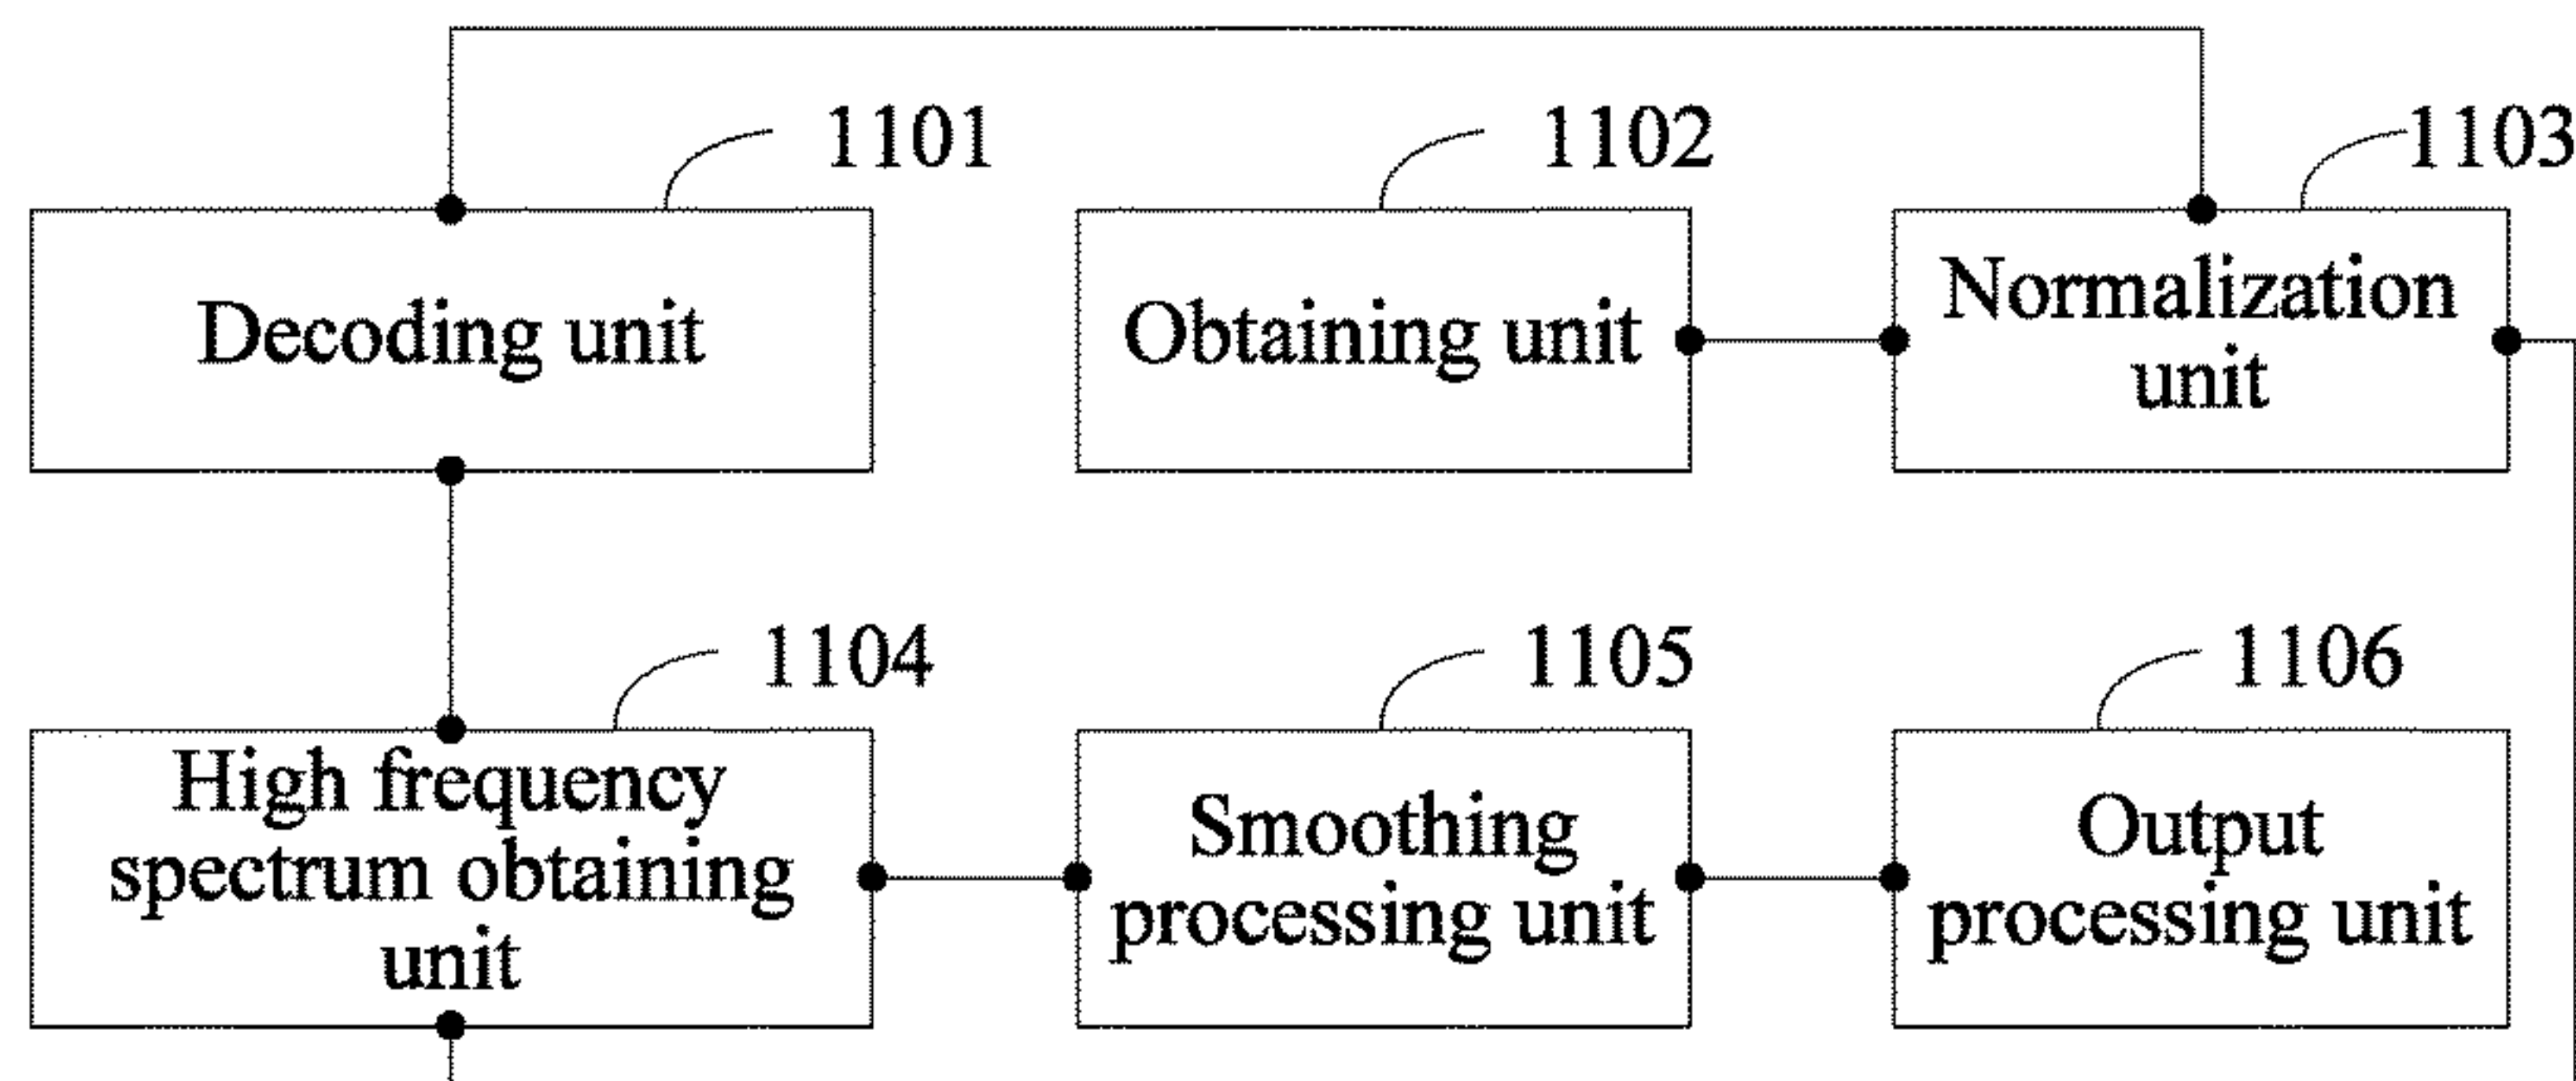 1101
1102
1103
Decoding unit
Obtaining unit
Normalization
unit
1104
1105
1106
High frequency
spectrum obtaining
unit
Smoothing
processing unit
Output
processing unit